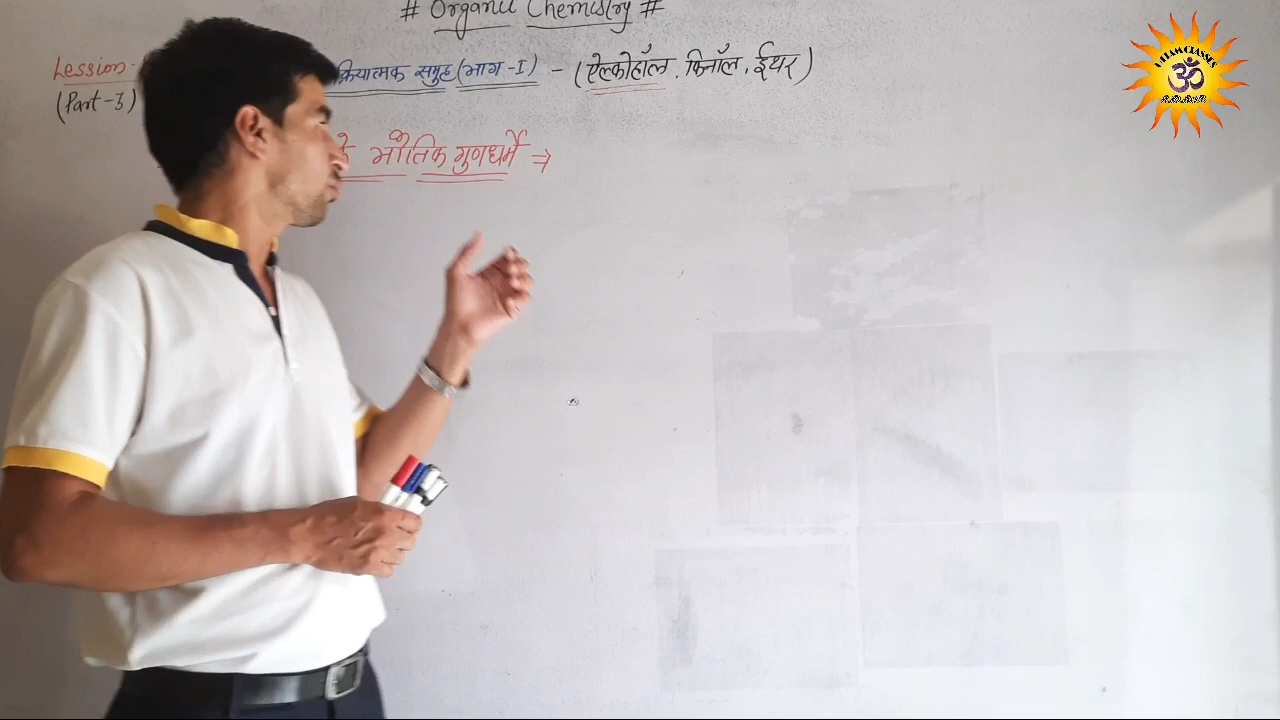 # Organic Chemistry #
Lession-
क्रियात्मक समुह (भाग-I) - (ऐल्कोहॉल, फिनॉल, ईथर)
(Part-3)
के भौतिक गुणधर्म ⇒
ॐ